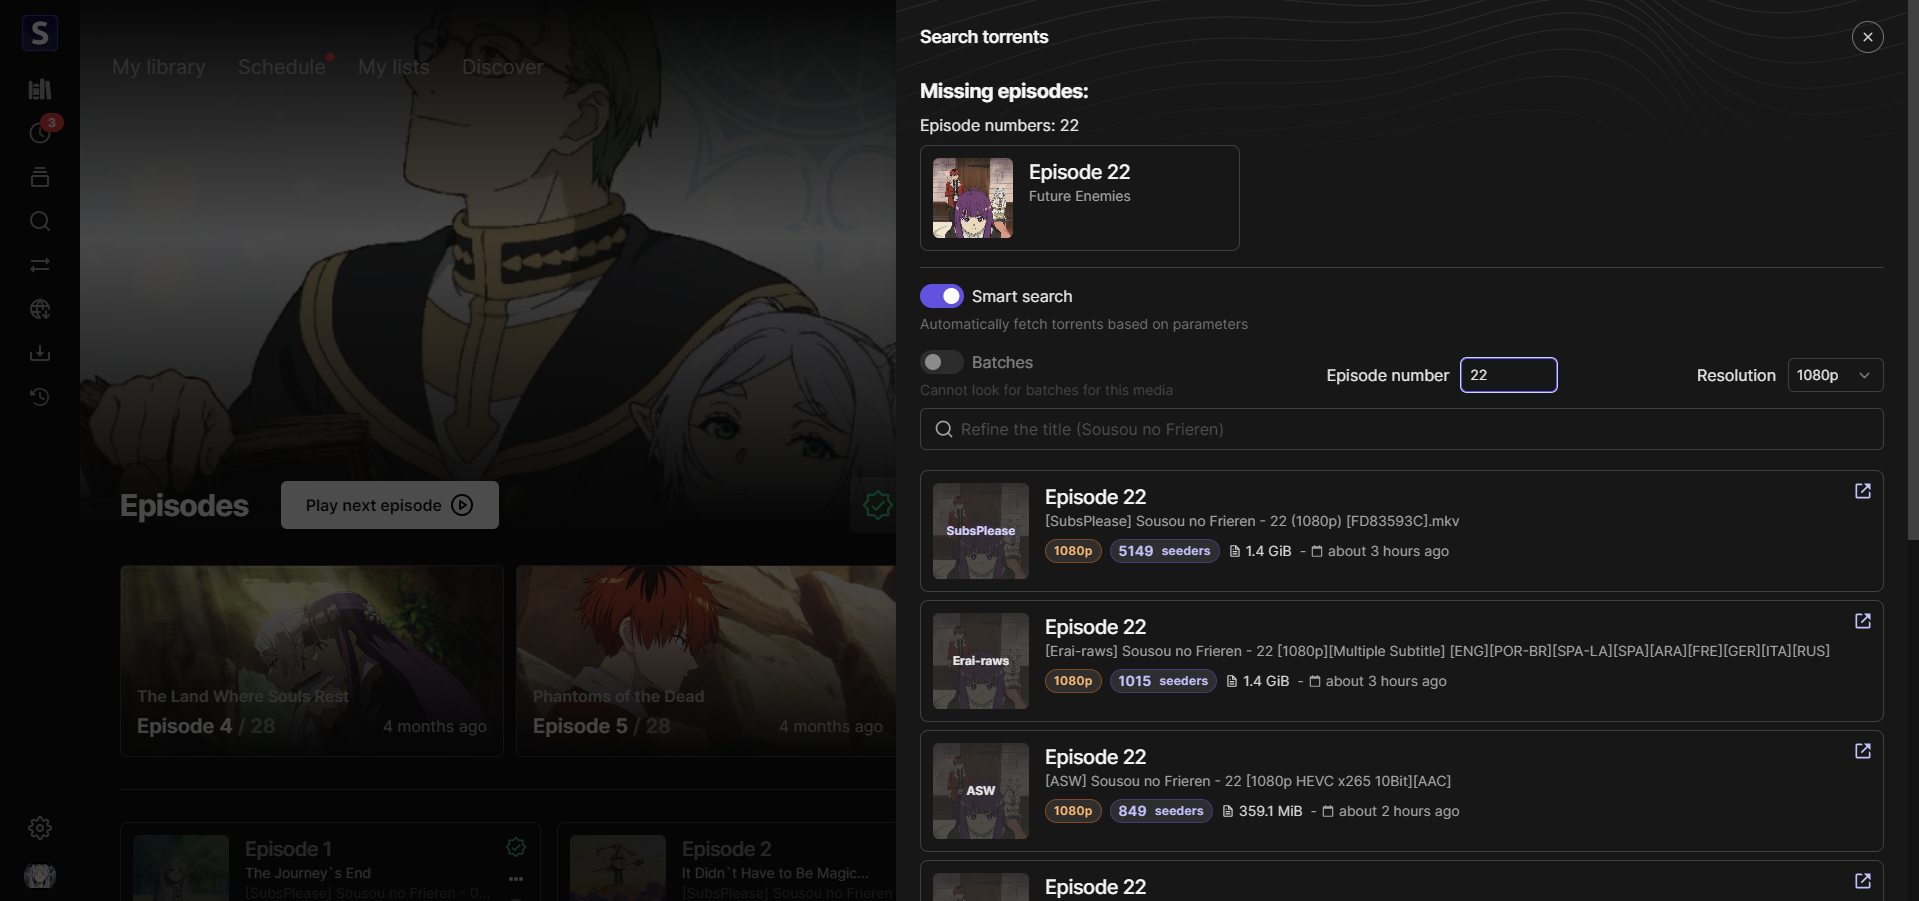 S
3
My library
Schedule
My lists
Discover
Episodes
Play next episode
The Land Where Souls Rest
Episode 4 / 28
4 months ago
Phantoms of the Dead
Episode 5 / 28
4 months ago
Episode 1
The Journey`s End
[SubsPlease] Sousou no Frieren - 0...
Episode 2
It Didn`t Have to Be Magic...
[SubsPlease] Sousou no Frieren
Search torrents
Missing episodes:
Episode numbers: 22
Episode 22
Future Enemies
Smart search
Automatically fetch torrents based on parameters
Batches
Cannot look for batches for this media
Episode number
22
Resolution
1080p
Refine the title (Sousou no Frieren)
SubsPlease
Episode 22
[SubsPlease] Sousou no Frieren - 22 (1080p) [FD83593C].mkv
1080p 5149 seeders 1.4 GiB - about 3 hours ago
Erai-raws
Episode 22
[Erai-raws] Sousou no Frieren - 22 [1080p][Multiple Subtitle] [ENG][POR-BR][SPA-LA][SPA][ARA][FRE][GER][ITA][RUS]
1080p 1015 seeders 1.4 GiB - about 3 hours ago
ASW
Episode 22
[ASW] Sousou no Frieren - 22 [1080p HEVC x265 10Bit][AAC]
1080p 849 seeders 359.1 MiB - about 2 hours ago
Episode 22